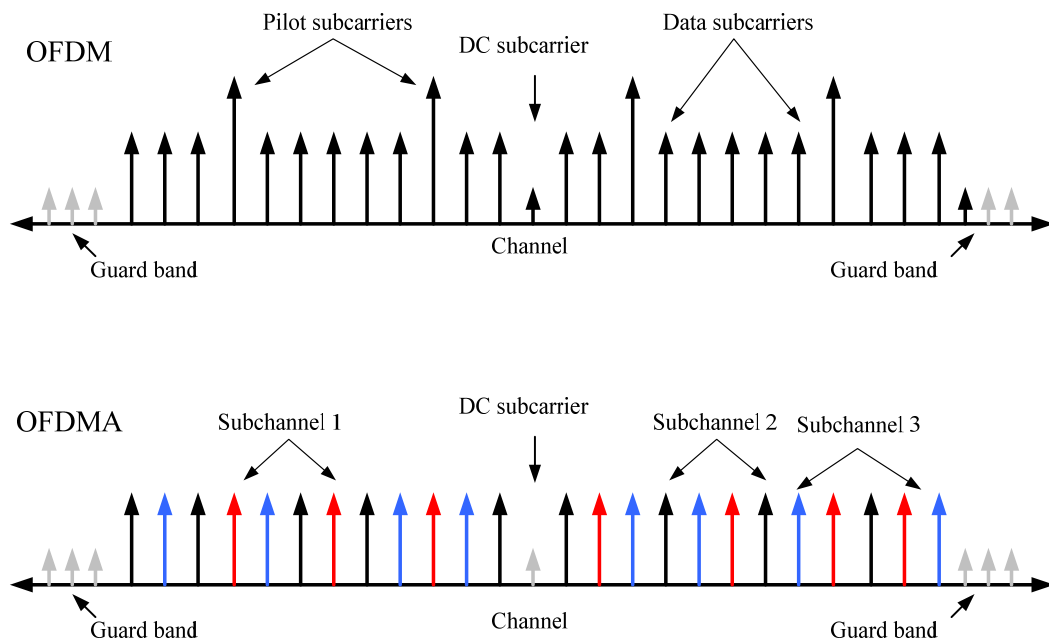 Pilot subcarriers
Data subcarriers
DC subcarrier
OFDM
Channel
Guard band
Guard band
DC subcarrier
OFDMA
Subchannel 1
Subchannel 2
Subchannel 3
Channel
Guard band
Guard band